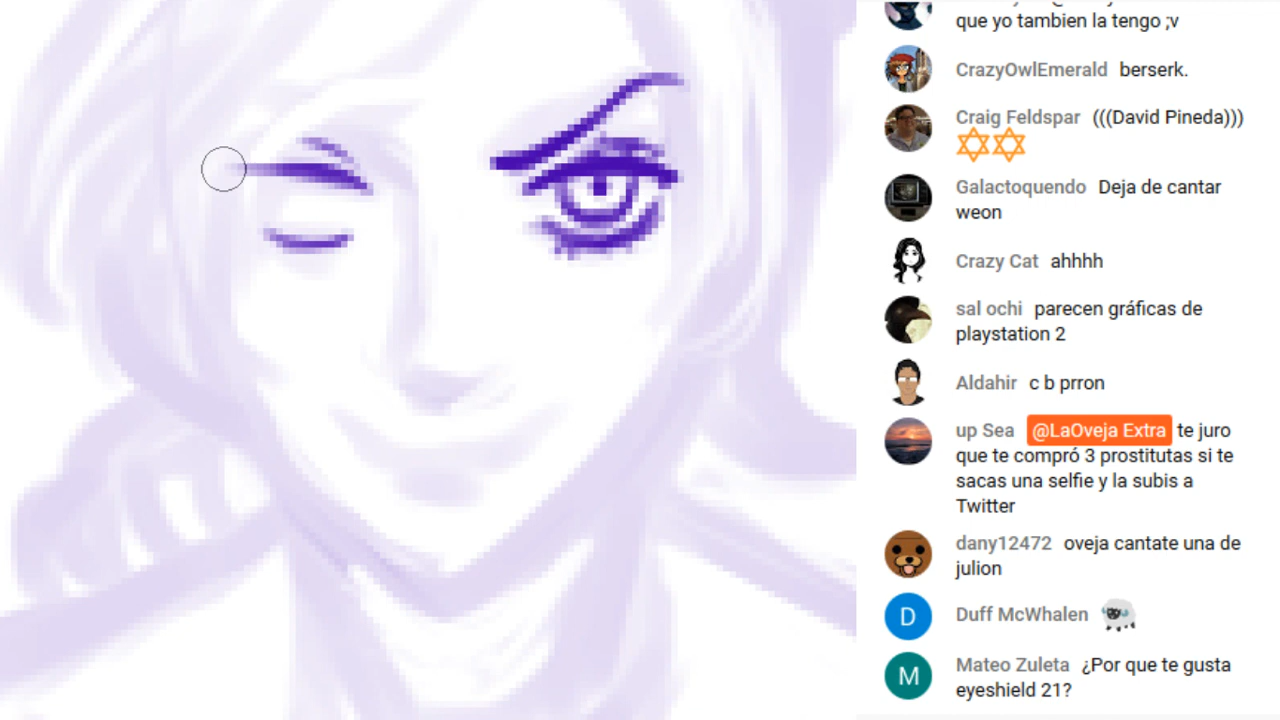 que yo tambien la tengo ;v
CrazyOwlEmerald berserk.
Craig Feldspar (((David Pineda)))
Galactoquendo Deja de cantar
weon
Crazy Cat ahhhh
sal ochi parecen gráficas de
playstation 2
Aldahir c b prron
up Sea @LaOveja Extra te juro
que te compró 3 prostitutas si te
sacas una selfie y la subis a
Twitter
dany12472 oveja cantate una de
julion
D Duff McWhalen
M Mateo Zuleta ¿Por que te gusta
eyeshield 21?